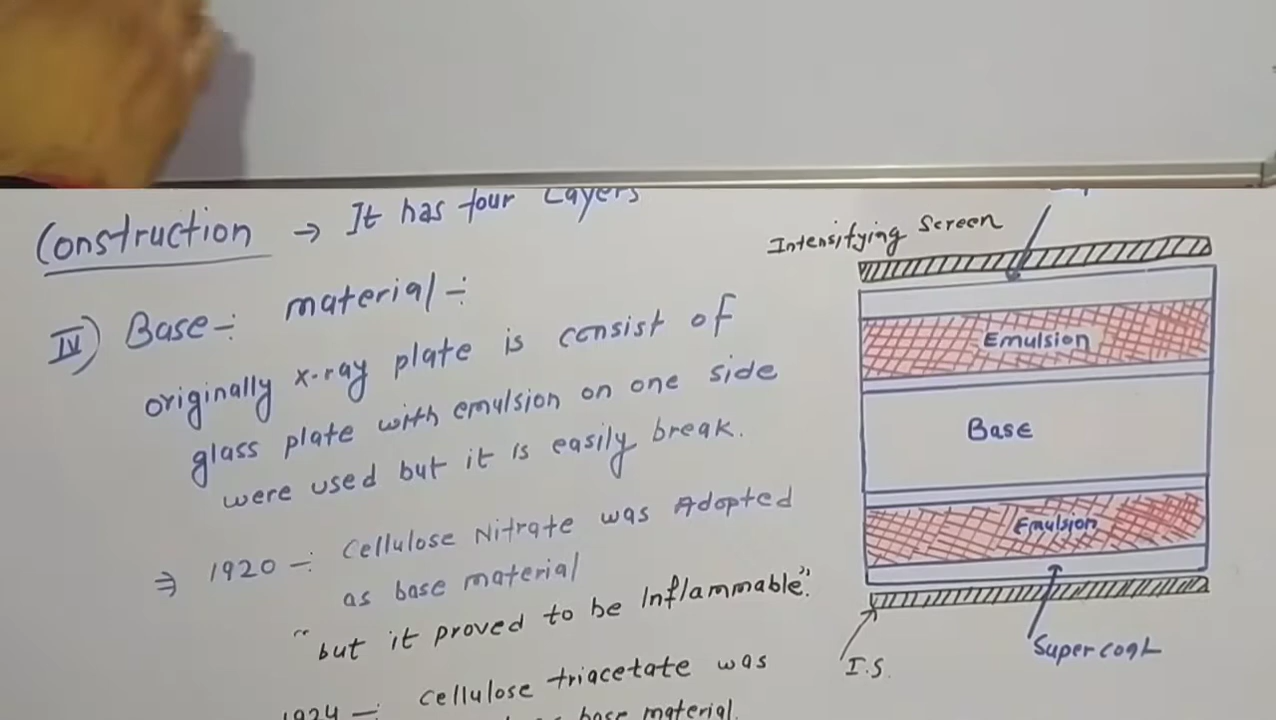 Construction → It has four Layers
IV) Base :- material :-
originally x-ray plate is consist of
glass plate with emulsion on one side
were used but it is easily break.
⇒ 1920 -: Cellulose Nitrate was Adopted
as base material
"but it proved to be Inflammable".
1924 -: cellulose triacetate was
base material.
Intensifying Screen
Emulsion
Base
Emulsion
Super coat
I.S.